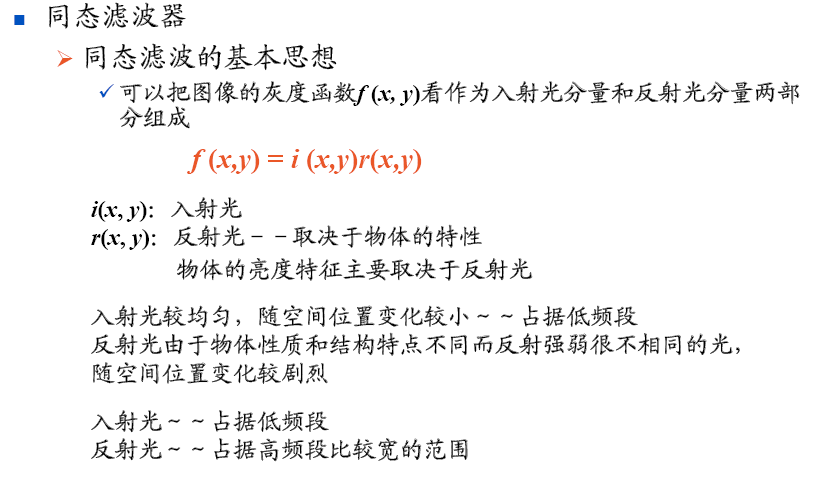 同态滤波器
同态滤波的基本思想
可以把图像的灰度函数f (x, y)看作为入射光分量和反射光分量两部
分组成
f (x,y) = i (x,y)r(x,y)
i(x, y): 入射光
r(x, y): 反射光－－取决于物体的特性
物体的亮度特征主要取决于反射光
入射光较均匀，随空间位置变化较小～～占据低频段
反射光由于物体性质和结构特点不同而反射强弱很不相同的光，
随空间位置变化较剧烈
入射光～～占据低频段
反射光～～占据高频段比较宽的范围